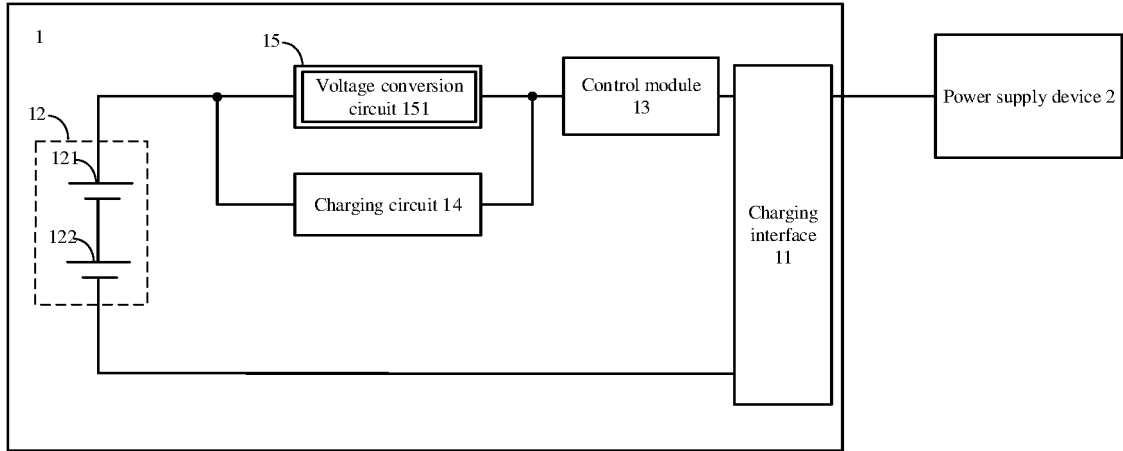 1
15
Voltage conversion
circuit 151
Control module
13
Power supply device 2
12
121
Charging circuit 14
122
Charging
interface
11